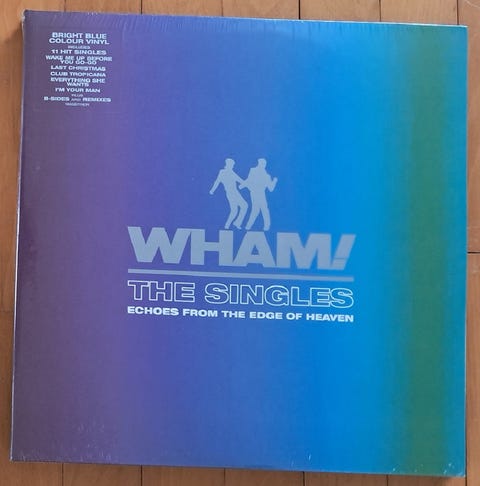 BRIGHT BLUE
COLOUR VINYL
INCLUDES
11 HIT SINGLES
WAKE ME UP BEFORE
YOU GO-GO
LAST CHRISTMAS
CLUB TROPICANA
EVERYTHING SHE
WANTS
I'M YOUR MAN
PLUS
B-SIDES AND REMIXES
TOGETHER
WHAM!
THE SINGLES
ECHOES FROM THE EDGE OF HEAVEN